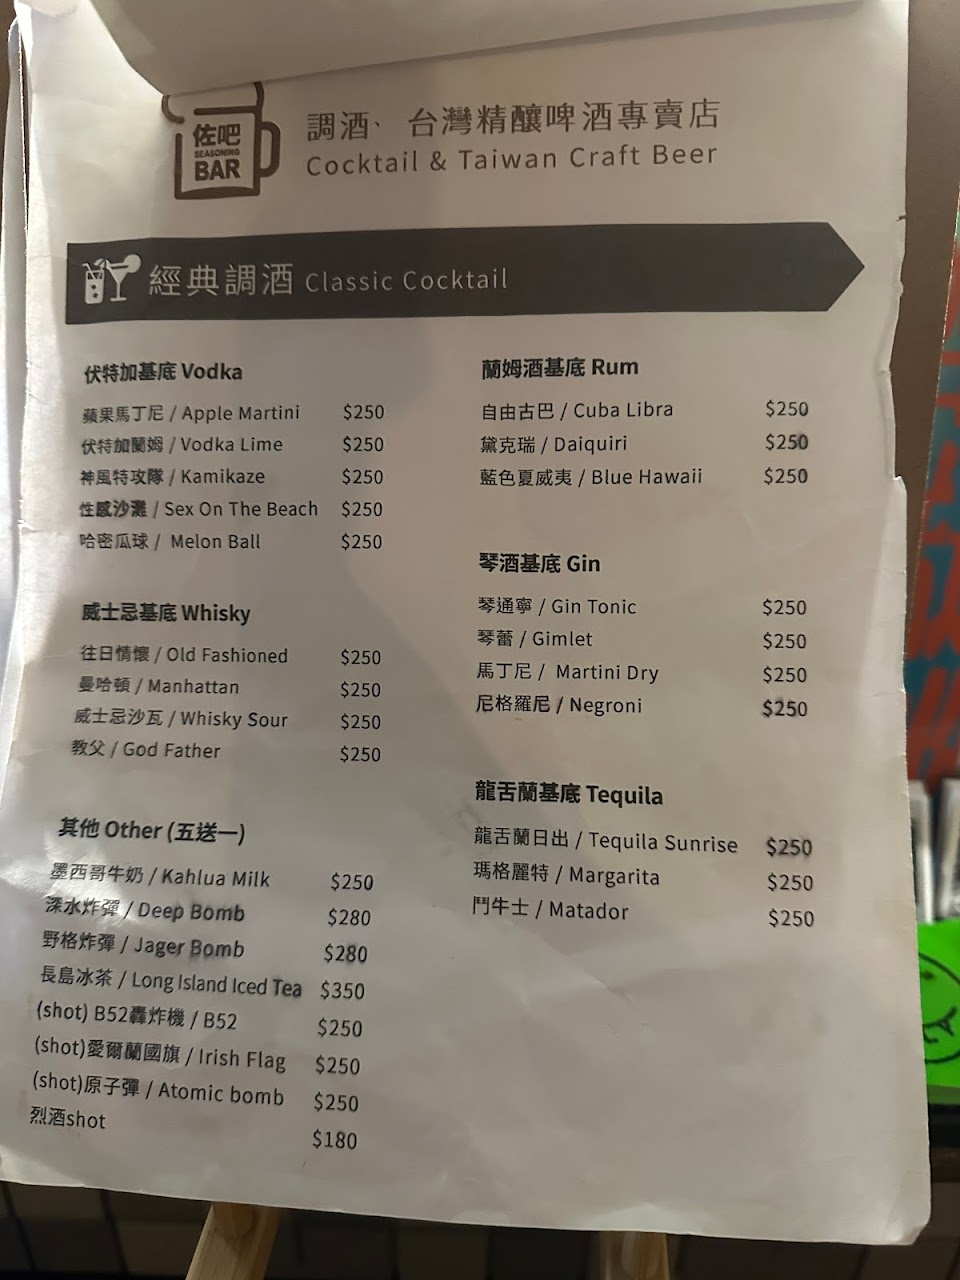 佐吧
SEASONING
BAR
調酒、台灣精釀啤酒專賣店
Cocktail & Taiwan Craft Beer
經典調酒 Classic Cocktail
伏特加基底 Vodka
蘋果馬丁尼 / Apple Martini $250
伏特加蘭姆 / Vodka Lime $250
神風特攻隊 / Kamikaze $250
性感沙灘 / Sex On The Beach $250
哈密瓜球 / Melon Ball $250
威士忌基底 Whisky
往日情懷 / Old Fashioned $250
曼哈頓 / Manhattan $250
威士忌沙瓦 / Whisky Sour $250
教父 / God Father $250
其他 Other (五送一)
墨西哥牛奶 / Kahlua Milk $250
深水炸彈 / Deep Bomb $280
野格炸彈 / Jager Bomb $280
長島冰茶 / Long Island Iced Tea $350
(shot) B52轟炸機 / B52 $250
(shot)愛爾蘭國旗 / Irish Flag $250
(shot)原子彈 / Atomic bomb $250
烈酒shot $180
蘭姆酒基底 Rum
自由古巴 / Cuba Libra $250
黛克瑞 / Daiquiri $250
藍色夏威夷 / Blue Hawaii $250
琴酒基底 Gin
琴通寧 / Gin Tonic $250
琴蕾 / Gimlet $250
馬丁尼 / Martini Dry $250
尼格羅尼 / Negroni $250
龍舌蘭基底 Tequila
龍舌蘭日出 / Tequila Sunrise $250
瑪格麗特 / Margarita $250
鬥牛士 / Matador $250